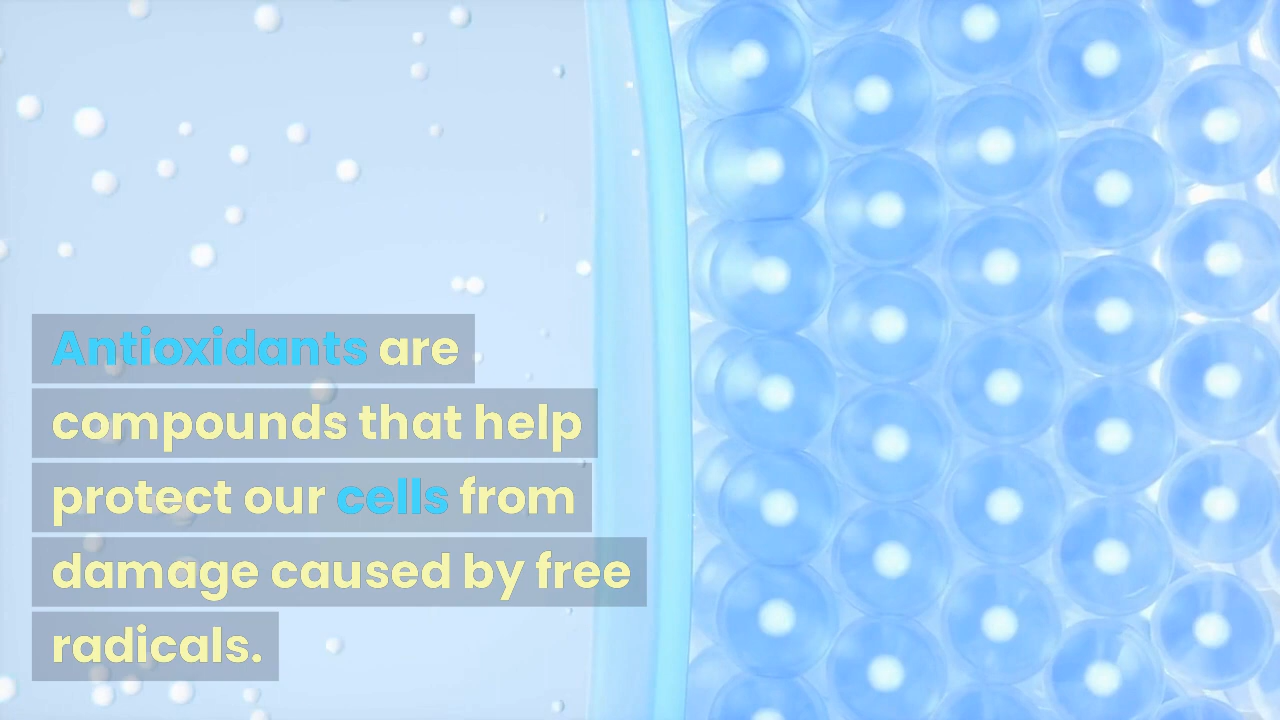 Antioxidants are
compounds that help
protect our cells from
damage caused by free
radicals.